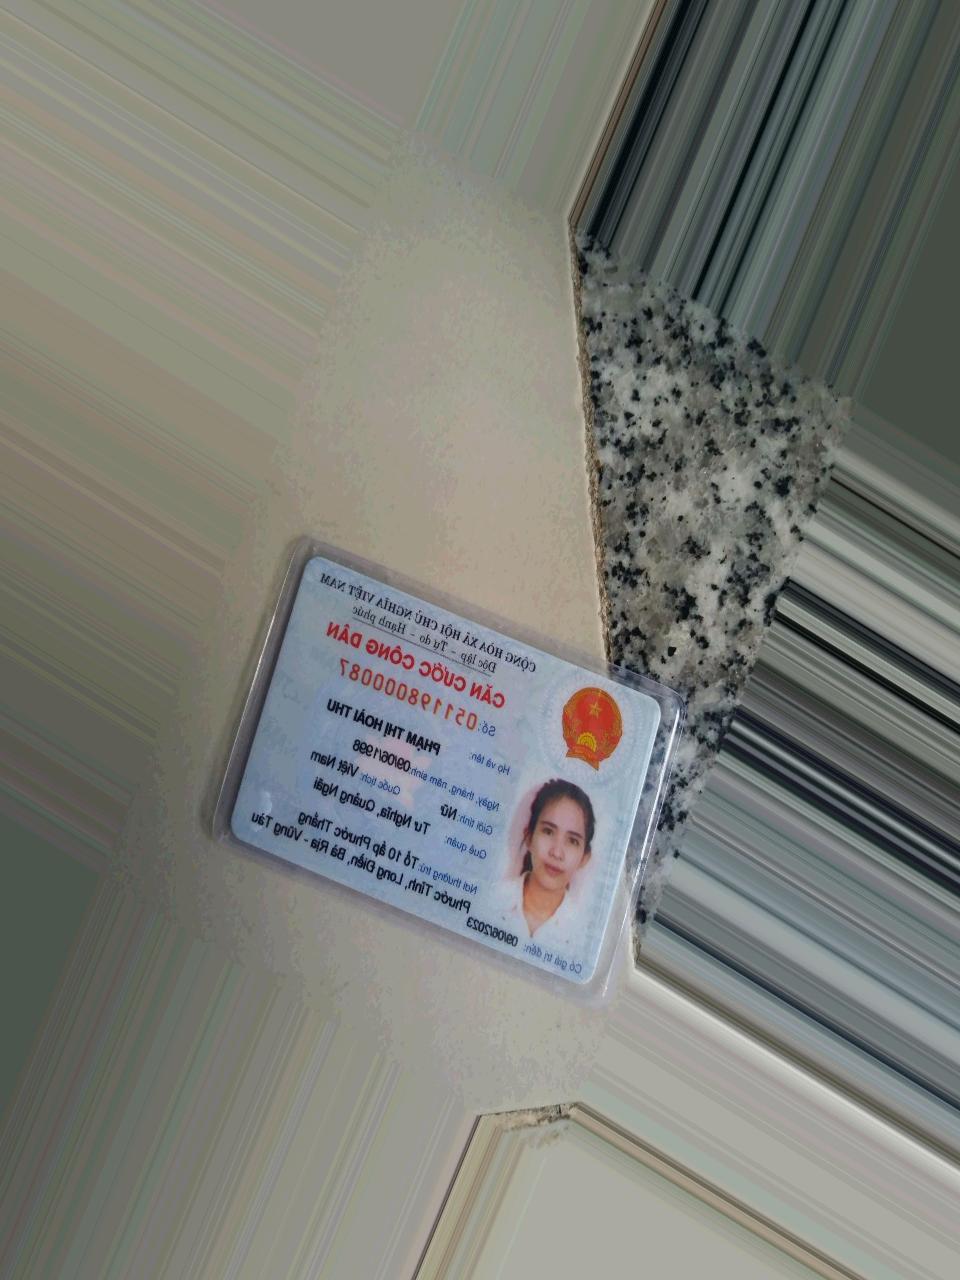 CỘNG HÒA XÃ HỘI CHỦ NGHĨA VIỆT NAM
Độc lập - Tự do - Hạnh phúc
CĂN CƯỚC CÔNG DÂN
Số: 051198000087
Họ và tên:
PHẠM THỊ HOÀI THU
Ngày, tháng, năm sinh: 09/06/1998
Giới tính: Nữ Quốc tịch: Việt Nam
Quê quán: Tư Nghĩa, Quảng Ngãi
Nơi thường trú: Tổ 10 ấp Phước Thắng
Phước Tỉnh, Long Điền, Bà Rịa - Vũng Tàu
Có giá trị đến: 09/06/2023